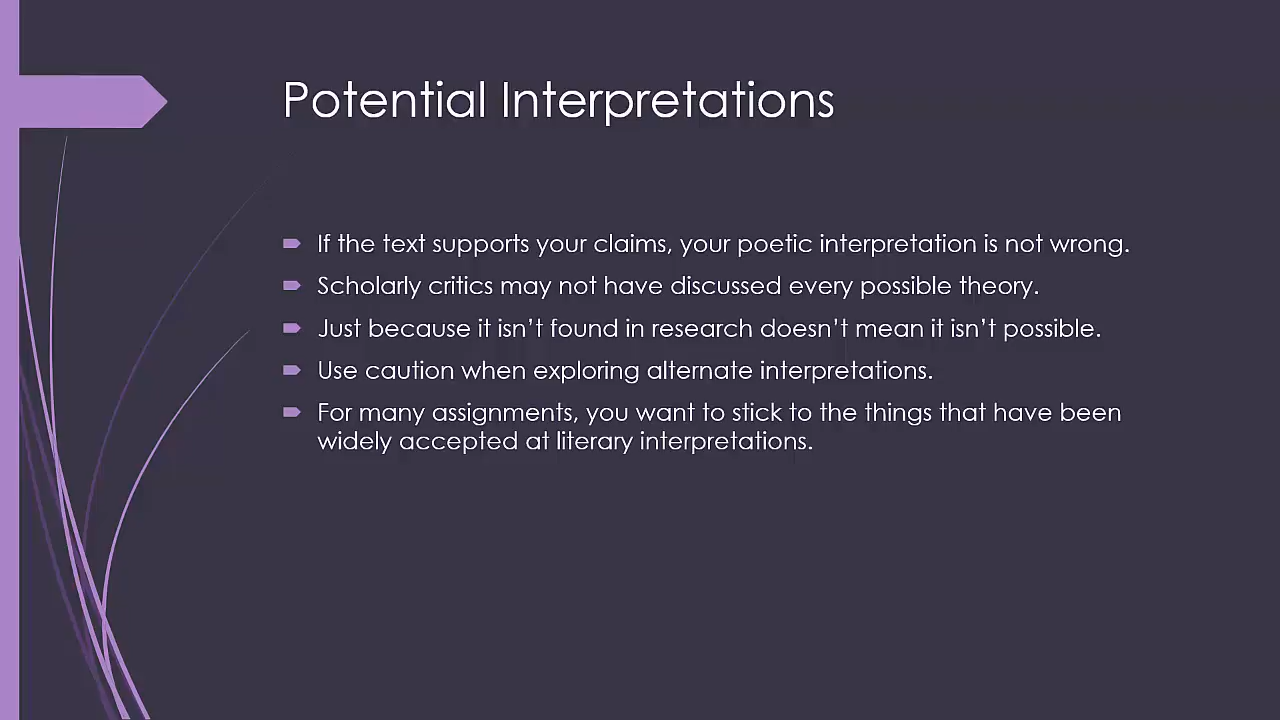 Potential Interpretations
If the text supports your claims, your poetic interpretation is not wrong.
Scholarly critics may not have discussed every possible theory.
Just because it isn’t found in research doesn’t mean it isn’t possible.
Use caution when exploring alternate interpretations.
For many assignments, you want to stick to the things that have been
widely accepted at literary interpretations.